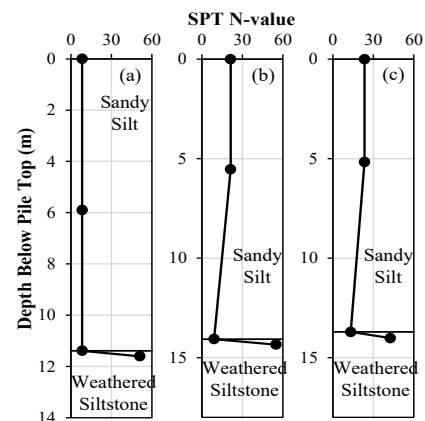 SPT N-value
0 30 60 0 30 60 0 30 60
(a) (b) (c)
Depth Below Pile Top (m)
0
2
4
6
8
10
12
14
Sandy
Silt
Weathered
Siltstone
0
5
10
15
Sandy
Silt
Weathered
Siltstone
0
5
10
15
Sandy
Silt
Weathered
Siltstone